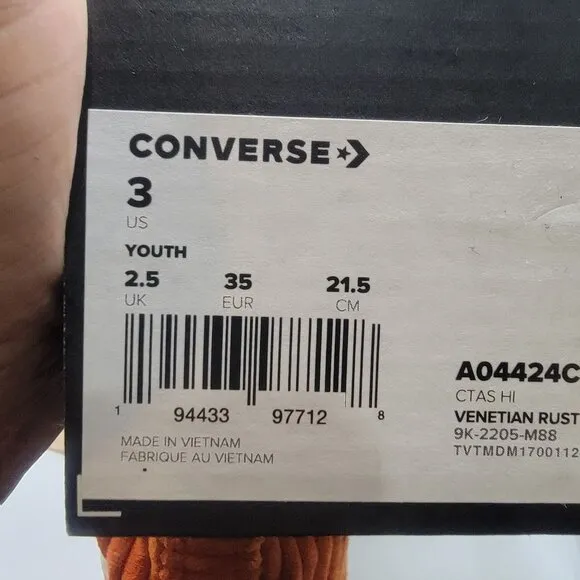 CONVERSE
3
US
YOUTH
2.5 35 21.5
UK EUR CM
1 94433 97712 8
MADE IN VIETNAM
FABRIQUE AU VIETNAM
A04424C
CTAS HI
VENETIAN RUST
9K-2205-M88
TVTMDM1700112